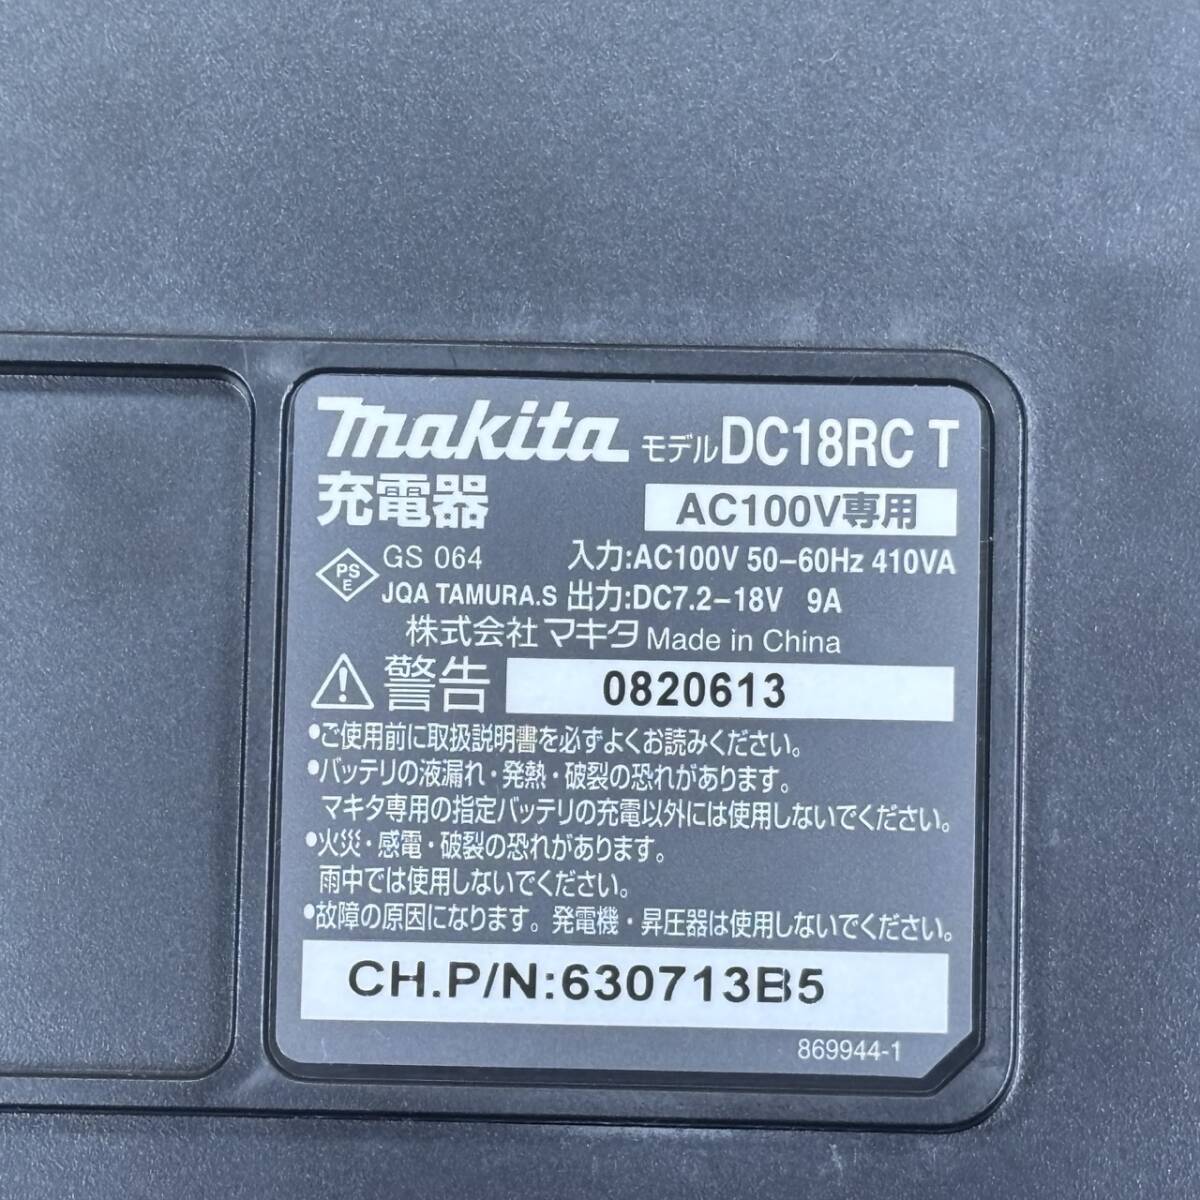 makita モデルDC18RC T
充電器 AC100V専用
PSE GS 064 入力:AC100V 50-60Hz 410VA
JQA TAMURA.S 出力:DC7.2-18V 9A
株式会社マキタ Made in China
警告 0820613
•ご使用前に取扱説明書を必ずよくお読みください。
•バッテリの液漏れ・発熱・破裂の恐れがあります。
マキタ専用の指定バッテリの充電以外には使用しないでください。
•火災・感電・破裂の恐れがあります。
雨中では使用しないでください。
•故障の原因になります。発電機・昇圧器は使用しないでください。
CH.P/N:630713B5
869944-1